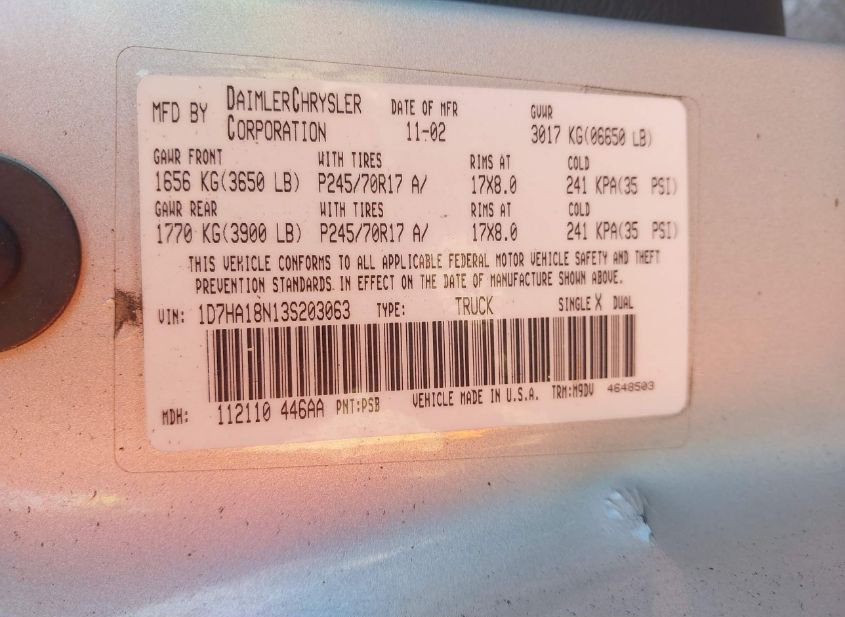 MFD BY DAIMLERCHRYSLER CORPORATION DATE OF MFR 11-02 GVWR 3017 KG(06650 LB)
GAWR FRONT WITH TIRES RIMS AT COLD
1656 KG(3650 LB) P245/70R17 A/ 17X8.0 241 KPA(35 PSI)
GAWR REAR WITH TIRES RIMS AT COLD
1770 KG(3900 LB) P245/70R17 A/ 17X8.0 241 KPA(35 PSI)
THIS VEHICLE CONFORMS TO ALL APPLICABLE FEDERAL MOTOR VEHICLE SAFETY AND THEFT
PREVENTION STANDARDS IN EFFECT ON THE DATE OF MANUFACTURE SHOWN ABOVE.
VIN: 1D7HA18N13S203063 TYPE: TRUCK SINGLE X DUAL
MDH: 112110 446AA PNT:PSB VEHICLE MADE IN U.S.A. TRM:M9DV 4648503